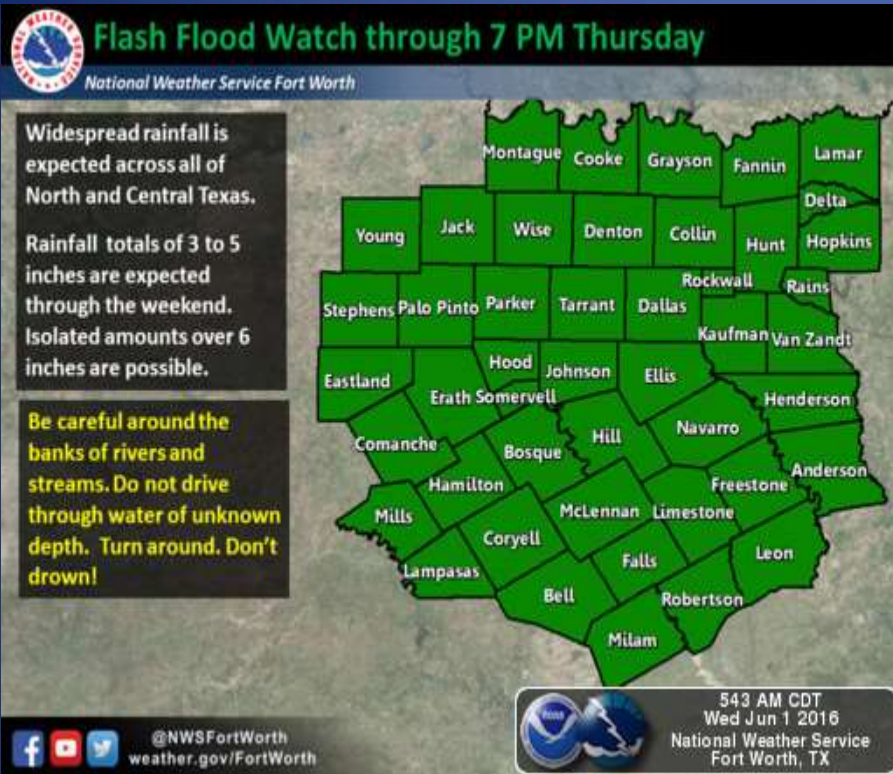 NATIONAL WEATHER SERVICE
Flash Flood Watch through 7 PM Thursday
National Weather Service Fort Worth
Widespread rainfall is
expected across all of
North and Central Texas.
Rainfall totals of 3 to 5
inches are expected
through the weekend.
Isolated amounts over 6
inches are possible.
Be careful around the
banks of rivers and
streams. Do not drive
through water of unknown
depth.  Turn around. Don't
drown!
Montague Cooke Grayson Fannin Lamar
Delta
Young Jack Wise Denton Collin Hunt Hopkins
Rockwall Rains
Stephens Palo Pinto Parker Tarrant Dallas
Kaufman Van Zandt
Eastland Hood Johnson Ellis
Erath Somervell Henderson
Comanche Bosque Hill Navarro
Hamilton Freestone Anderson
Mills McLennan Limestone
Coryell Leon
Lampasas Falls
Bell Robertson
Milam
@NWSFortWorth
weather.gov/FortWorth
NOAA
543 AM CDT
Wed Jun 1 2016
National Weather Service
Fort Worth, TX